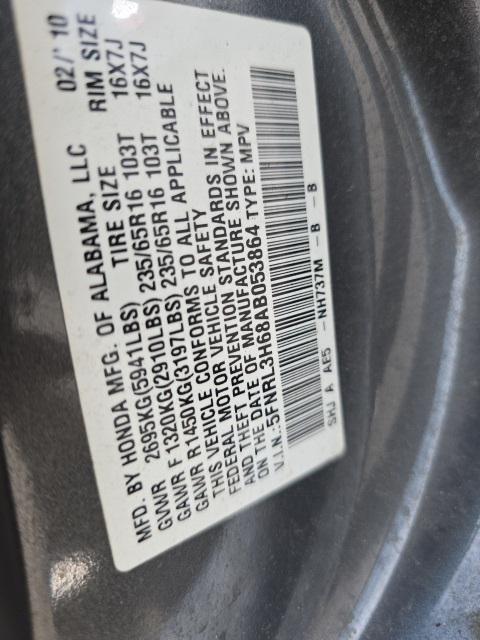 MFD. BY HONDA MFG. OF ALABAMA, LLC 02/'10
GVWR 2695KG(5941LBS) TIRE SIZE RIM SIZE
GAWR F 1320KG(2910LBS) 235/65R16 103T 16X7J
GAWR R1450KG(3197LBS) 235/65R16 103T 16X7J
THIS VEHICLE CONFORMS TO ALL APPLICABLE
FEDERAL MOTOR VEHICLE SAFETY
AND THEFT PREVENTION STANDARDS IN EFFECT
ON THE DATE OF MANUFACTURE SHOWN ABOVE.
V.I.N.:5FNRL3H68AB053864 TYPE: MPV
SHJ A AE5 - NH737M - B - B